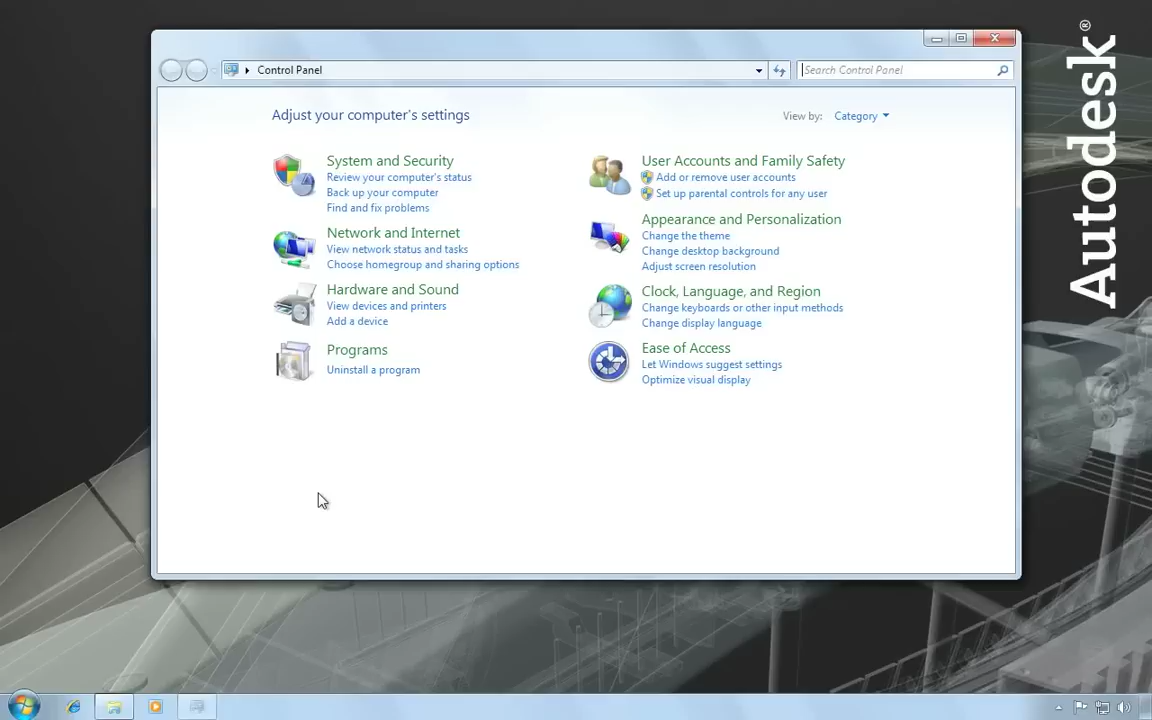 Autodesk®
Control Panel
Search Control Panel
Adjust your computer's settings
View by: Category
System and Security
Review your computer's status
Back up your computer
Find and fix problems
Network and Internet
View network status and tasks
Choose homegroup and sharing options
Hardware and Sound
View devices and printers
Add a device
Programs
Uninstall a program
User Accounts and Family Safety
Add or remove user accounts
Set up parental controls for any user
Appearance and Personalization
Change the theme
Change desktop background
Adjust screen resolution
Clock, Language, and Region
Change keyboards or other input methods
Change display language
Ease of Access
Let Windows suggest settings
Optimize visual display